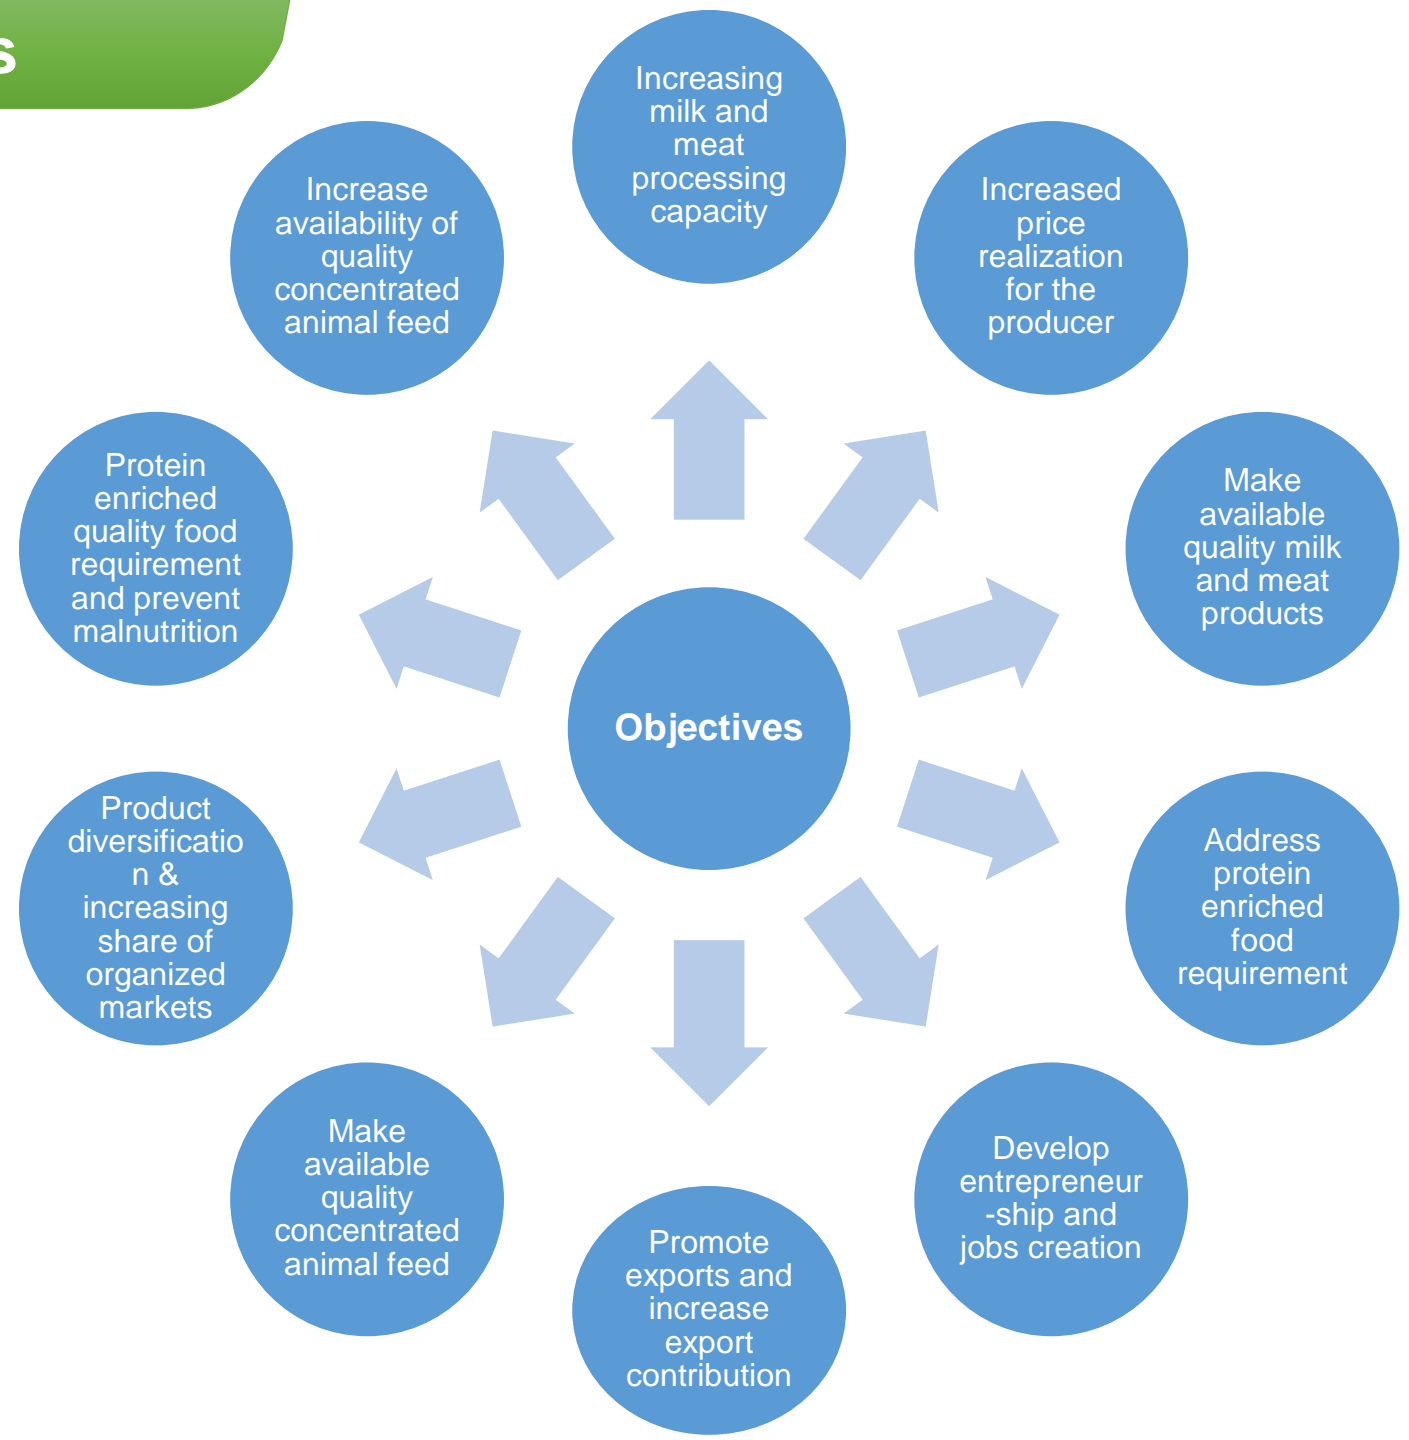 s
Increasing
milk and
meat
processing
capacity
Increased
price
realization
for the
producer
Make
available
quality milk
and meat
products
Address
protein
enriched
food
requirement
Develop
entrepreneur
-ship and
jobs creation
Promote
exports and
increase
export
contribution
Make
available
quality
concentrated
animal feed
Product
diversificatio
n &
increasing
share of
organized
markets
Protein
enriched
quality food
requirement
and prevent
malnutrition
Increase
availability of
quality
concentrated
animal feed
Objectives